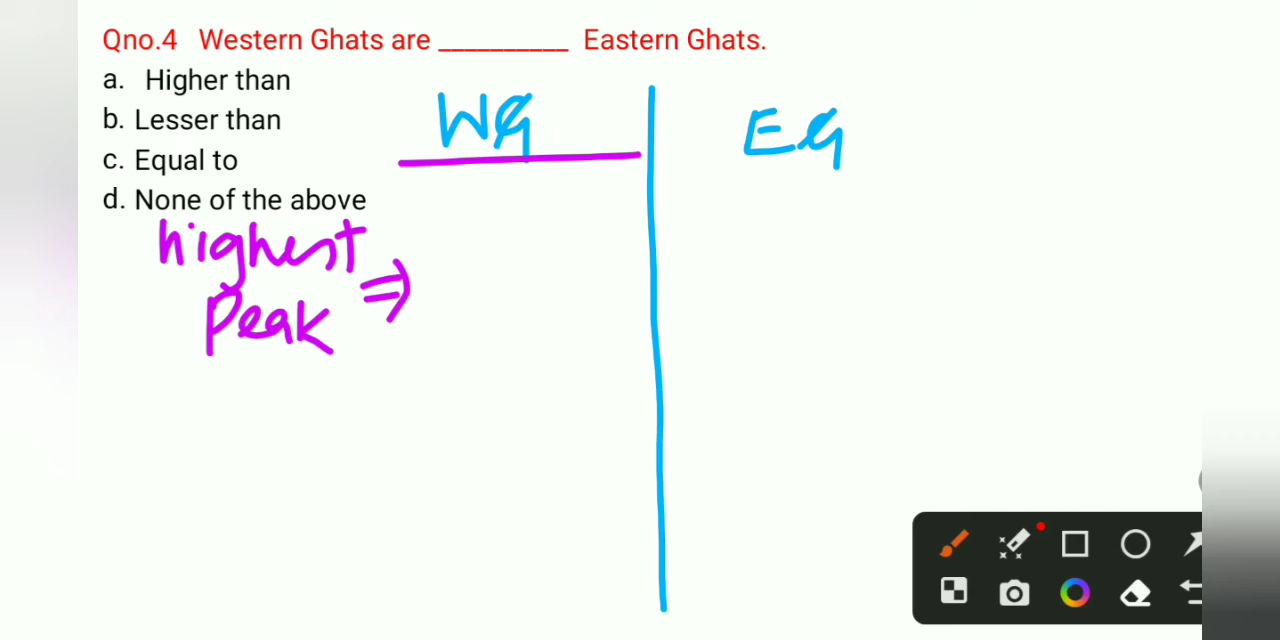 Qno.4 Western Ghats are __________ Eastern Ghats.
a. Higher than
b. Lesser than
c. Equal to
d. None of the above
WG
EG
highest
Peak ⇒